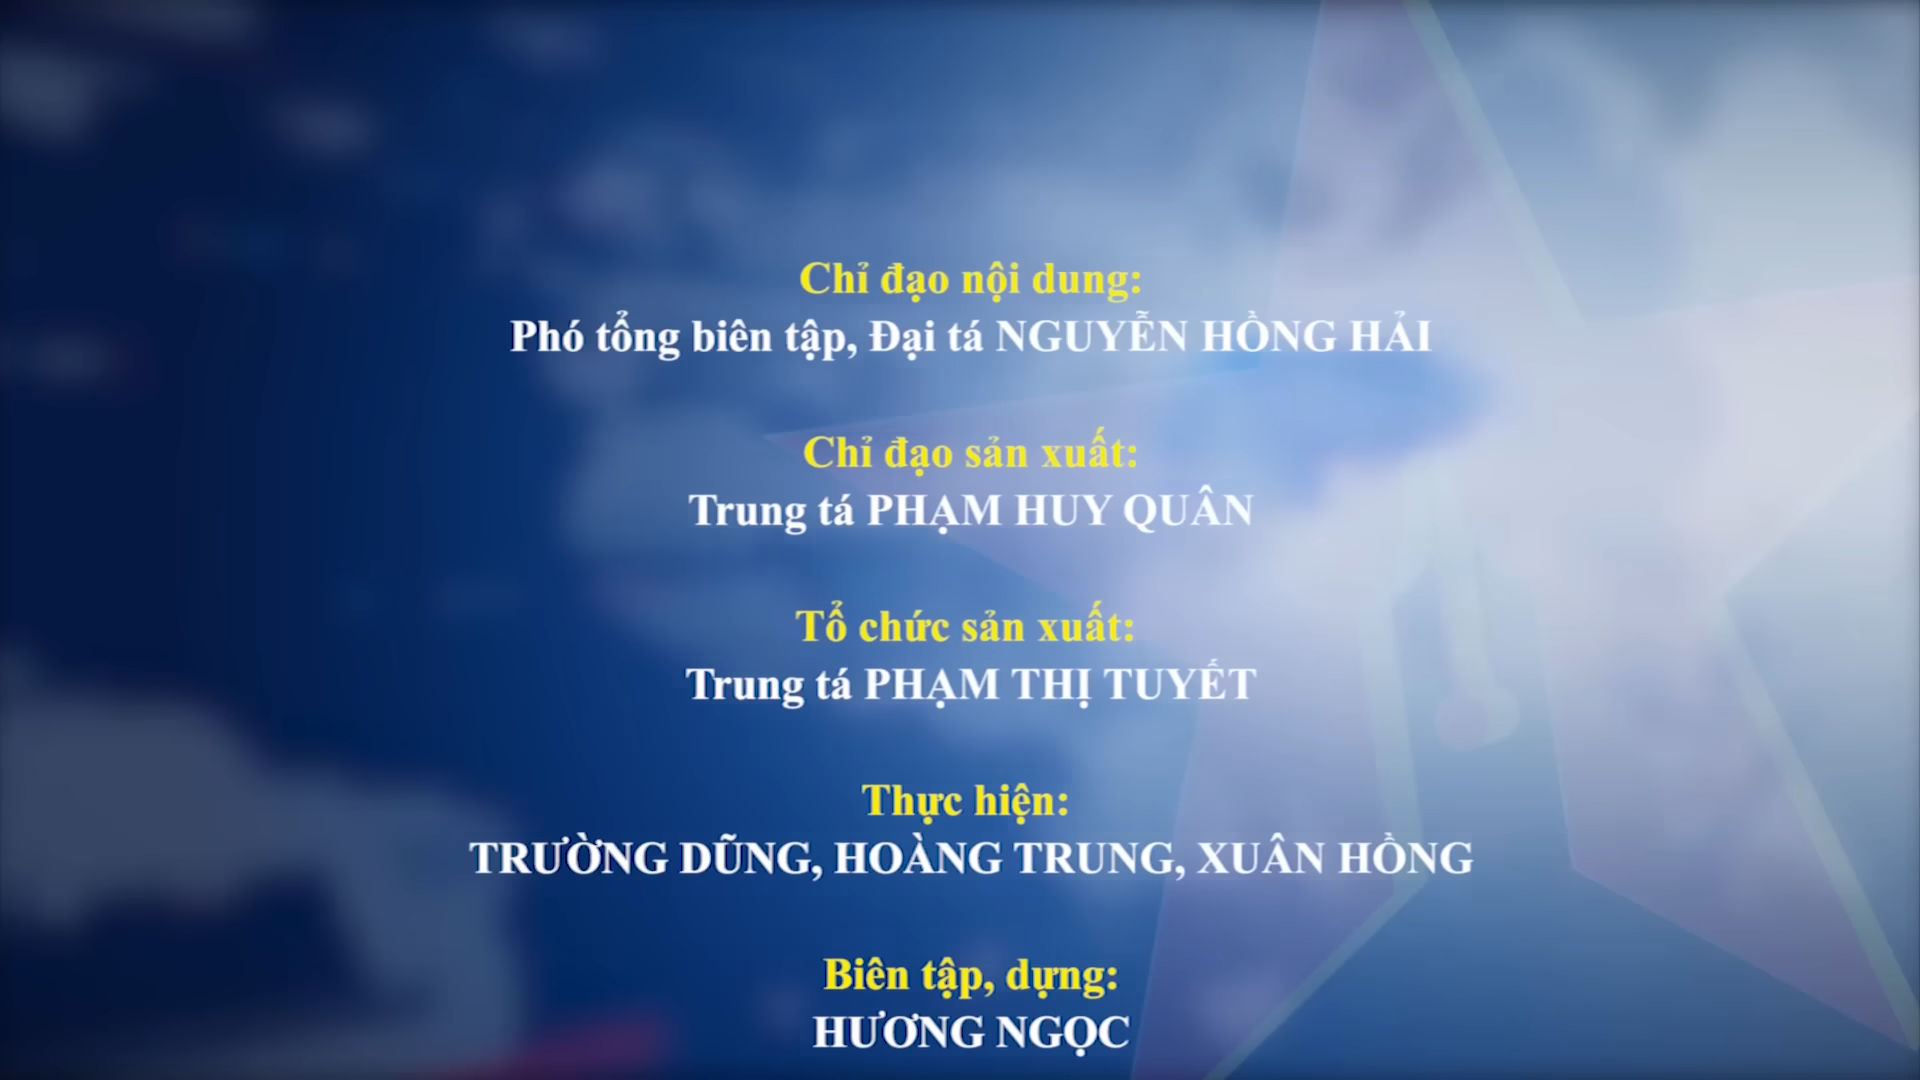 Chỉ đạo nội dung:
Phó tổng biên tập, Đại tá NGUYỄN HỒNG HẢI
Chỉ đạo sản xuất:
Trung tá PHẠM HUY QUÂN
Tổ chức sản xuất:
Trung tá PHẠM THỊ TUYẾT
Thực hiện:
TRƯỜNG DŨNG, HOÀNG TRUNG, XUÂN HỒNG
Biên tập, dựng:
HƯƠNG NGỌC